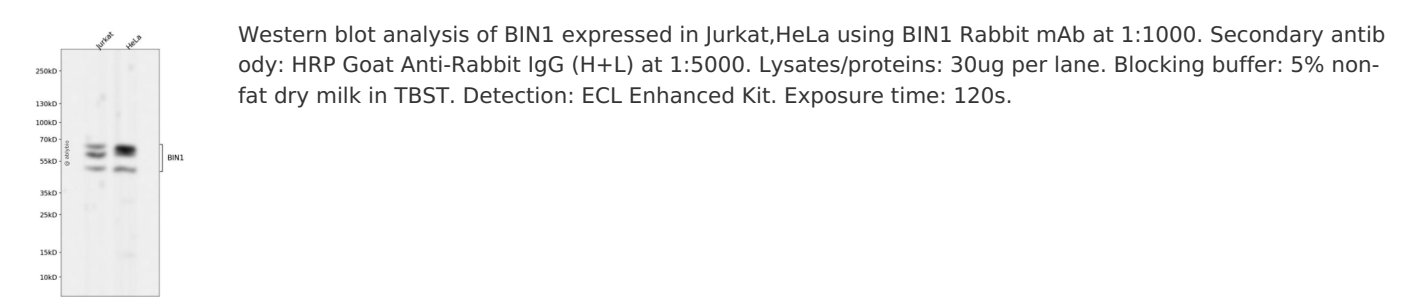 Jurkat
HeLa
Western blot analysis of BIN1 expressed in Jurkat,HeLa using BIN1 Rabbit mAb at 1:1000. Secondary antib
ody: HRP Goat Anti-Rabbit IgG (H+L) at 1:5000. Lysates/proteins: 30ug per lane. Blocking buffer: 5% non-
fat dry milk in TBST. Detection: ECL Enhanced Kit. Exposure time: 120s.
250kD
130kD
100kD
70kD
55kD
35kD
25kD
15kD
10kD
BIN1
@ abbybio